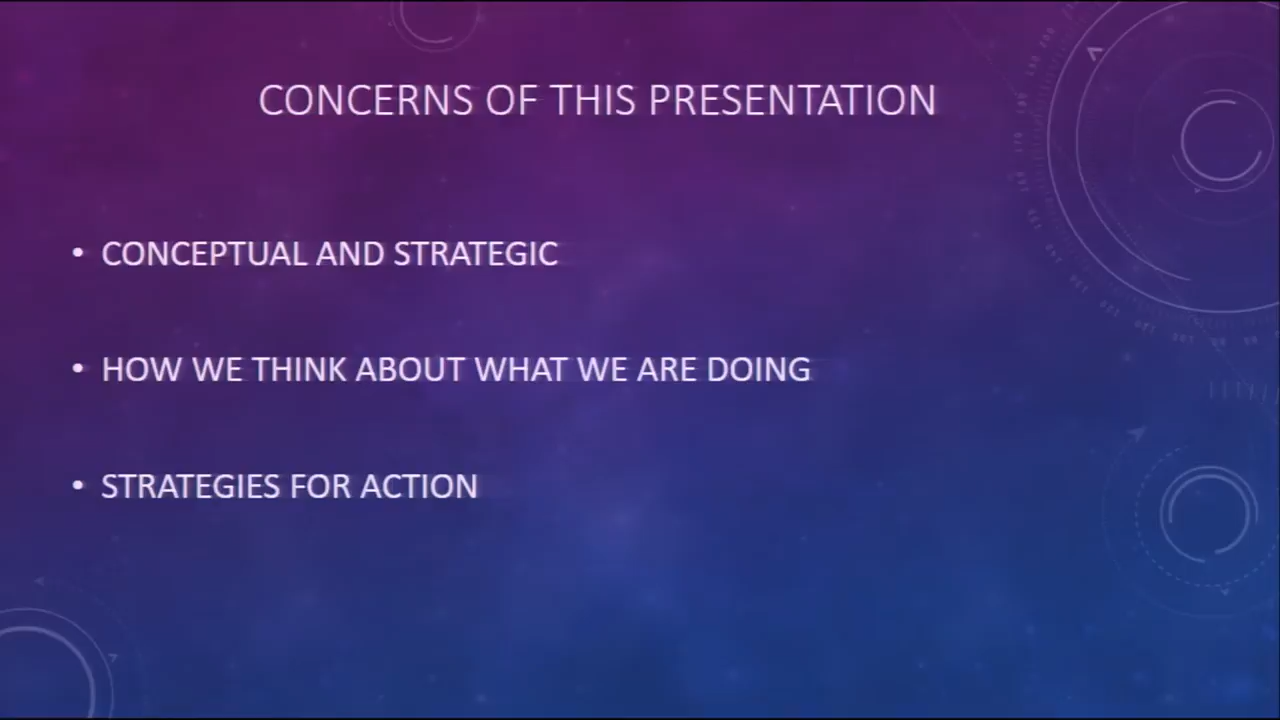 CONCERNS OF THIS PRESENTATION
• CONCEPTUAL AND STRATEGIC
• HOW WE THINK ABOUT WHAT WE ARE DOING
• STRATEGIES FOR ACTION